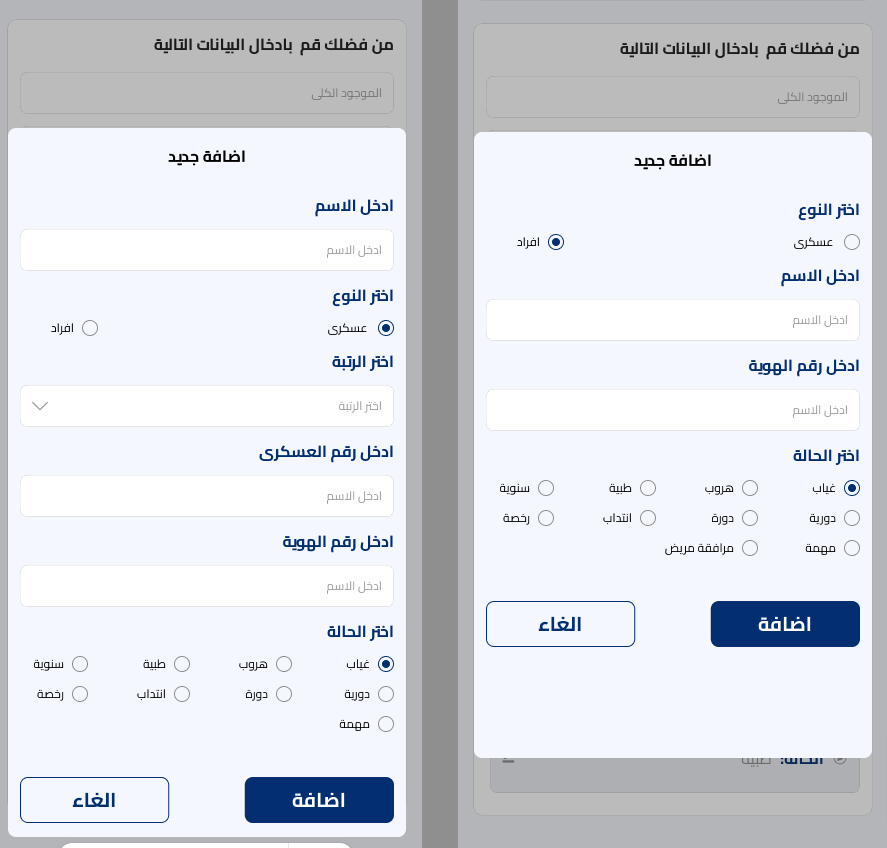 من فضلك قم بادخال البيانات التالية
الموجود الكلى
اضافة جديد
اختر النوع
عسكرى افراد
ادخل الاسم
ادخل الاسم
ادخل رقم الهوية
ادخل الاسم
اختر الحالة
غياب هروب طبية سنوية
دورية دورة انتداب رخصة
مهمة مرافقة مريض
اضافة الغاء
الحالة: طبية
من فضلك قم بادخال البيانات التالية
الموجود الكلى
اضافة جديد
ادخل الاسم
ادخل الاسم
اختر النوع
عسكرى افراد
اختر الرتبة
اختر الرتبة
ادخل رقم العسكرى
ادخل الاسم
ادخل رقم الهوية
ادخل الاسم
اختر الحالة
غياب هروب طبية سنوية
دورية دورة انتداب رخصة
مهمة
اضافة الغاء